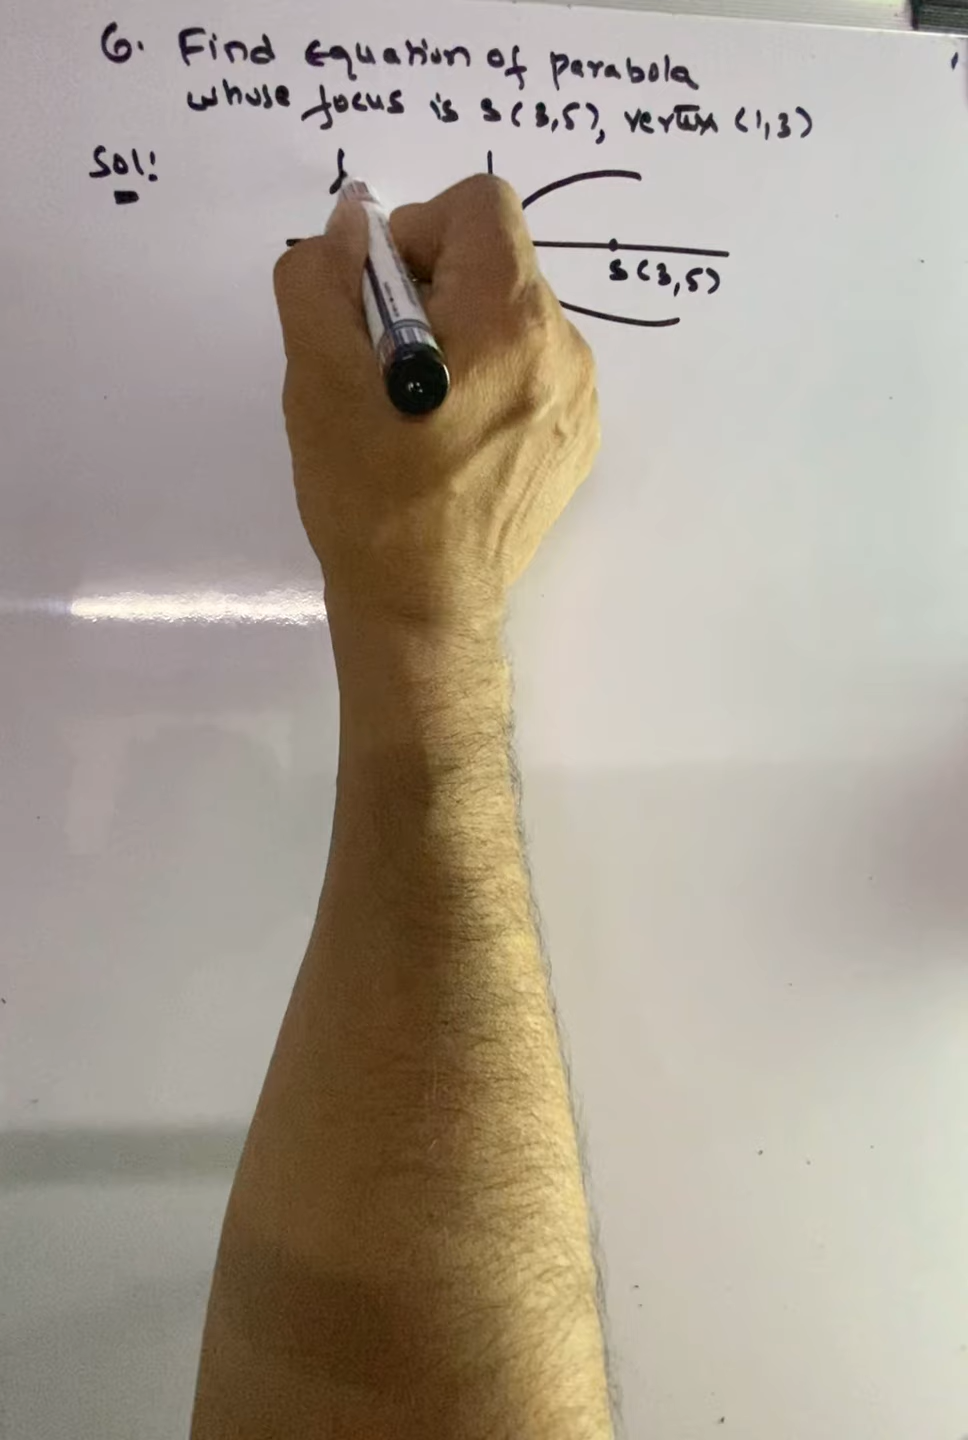 6. Find Equation of parabola
whose focus is S(3,5), vertex (1,3)
Sol:
S(3,5)